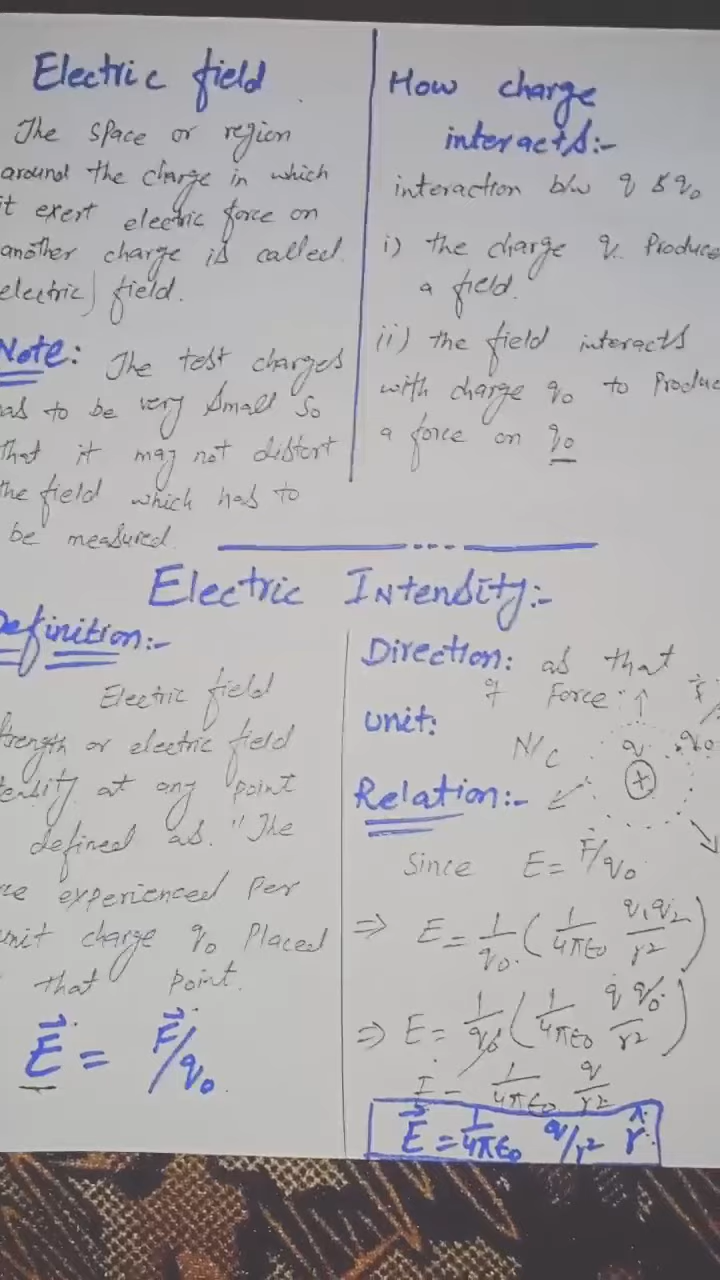 Electric field
The space or region
around the charge in which
it exert electric force on
another charge is called
electric) field.
Note: The test charges
has to be very small so
that it may not distort
the field which has to
be measured.
How charge
interacts:-
interaction b/w q & q₀
i) the charge q Produce
a field.
ii) the field interacts
with charge q₀ to Produce
a force on q₀
Electric Intensity:-
Definition:-
Electric field
trength or electric field
tensity at any point
defined as. "The
ce experienced Per
unit charge q₀ Placed
that point.
E⃗ = F⃗/q₀
Direction: as that
of Force:
Unit:
N/C
q
q₀
+
Relation:-
Since E = F/q₀
⇒ E = 1/q₀ (1/4πε₀ q₁q₂/r²)
⇒ E = 1/q₀ (1/4πε₀ q q₀/r²)
I = 1/4πε₀ q/r²
E⃗ = 1/4πε₀ q/r² r̂